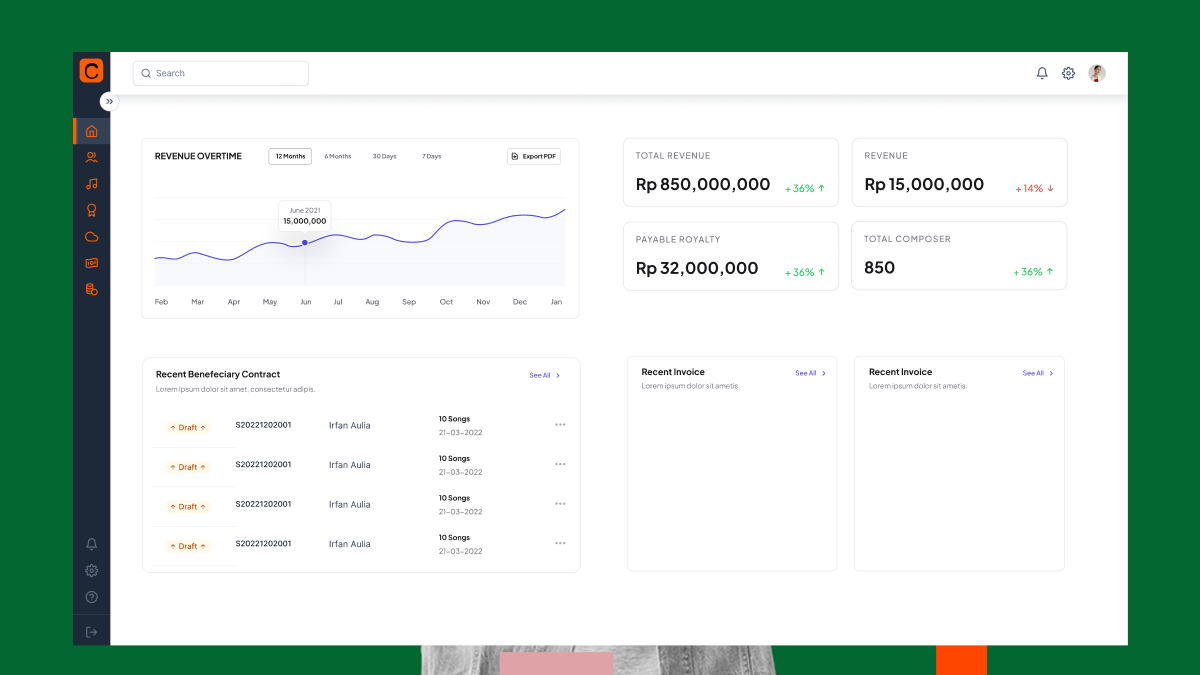 C
Search
REVENUE OVERTIME
12 Months
6 Months
30 Days
7 Days
Export PDF
June 2021
15,000,000
Feb Mar Apr May Jun Jul Aug Sep Oct Nov Dec Jan
TOTAL REVENUE
Rp 850,000,000
+36%
REVENUE
Rp 15,000,000
+14%
PAYABLE ROYALTY
Rp 32,000,000
+36%
TOTAL COMPOSER
850
+36%
Recent Benefeciary Contract
See All
Lorem ipsum dolor sit amet, consectetur adipis.
Draft S20221202001 Irfan Aulia 10 Songs
21-03-2022
Draft S20221202001 Irfan Aulia 10 Songs
21-03-2022
Draft S20221202001 Irfan Aulia 10 Songs
21-03-2022
Draft S20221202001 Irfan Aulia 10 Songs
21-03-2022
Recent Invoice
See All
Lorem ipsum dolor sit ametis.
Recent Invoice
See All
Lorem ipsum dolor sit ametis.